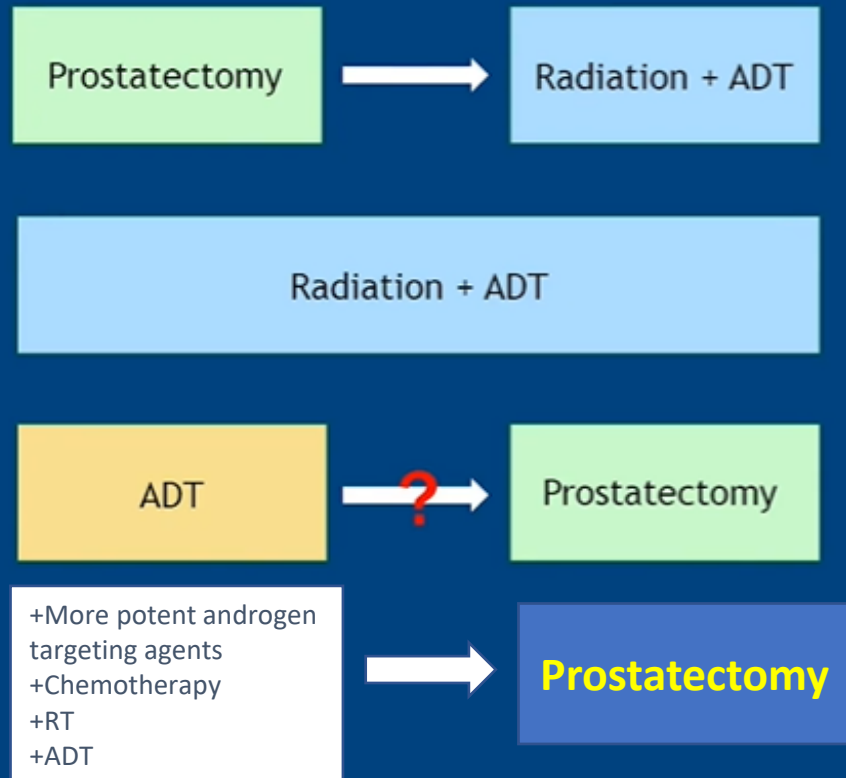 Prostatectomy
Radiation + ADT
Radiation + ADT
ADT
?
Prostatectomy
+More potent androgen
targeting agents
+Chemotherapy
+RT
+ADT
Prostatectomy